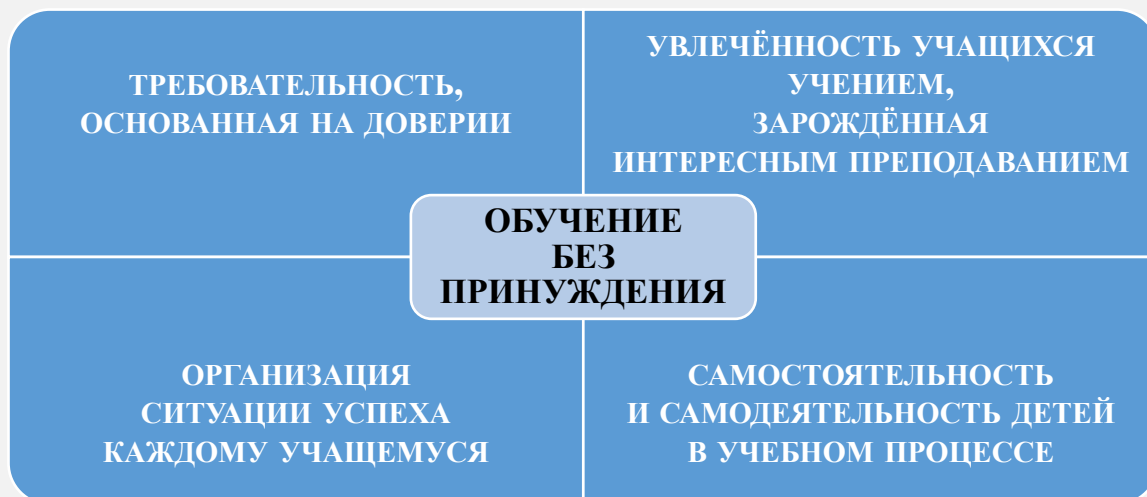 ТРЕБОВАТЕЛЬНОСТЬ,
ОСНОВАННАЯ НА ДОВЕРИИ
УВЛЕЧЁННОСТЬ УЧАЩИХСЯ
УЧЕНИЕМ,
ЗАРОЖДЁННАЯ
ИНТЕРЕСНЫМ ПРЕПОДАВАНИЕМ
ОБУЧЕНИЕ
БЕЗ
ПРИНУЖДЕНИЯ
ОРГАНИЗАЦИЯ
СИТУАЦИИ УСПЕХА
КАЖДОМУ УЧАЩЕМУСЯ
САМОСТОЯТЕЛЬНОСТЬ
И САМОДЕЯТЕЛЬНОСТЬ ДЕТЕЙ
В УЧЕБНОМ ПРОЦЕССЕ